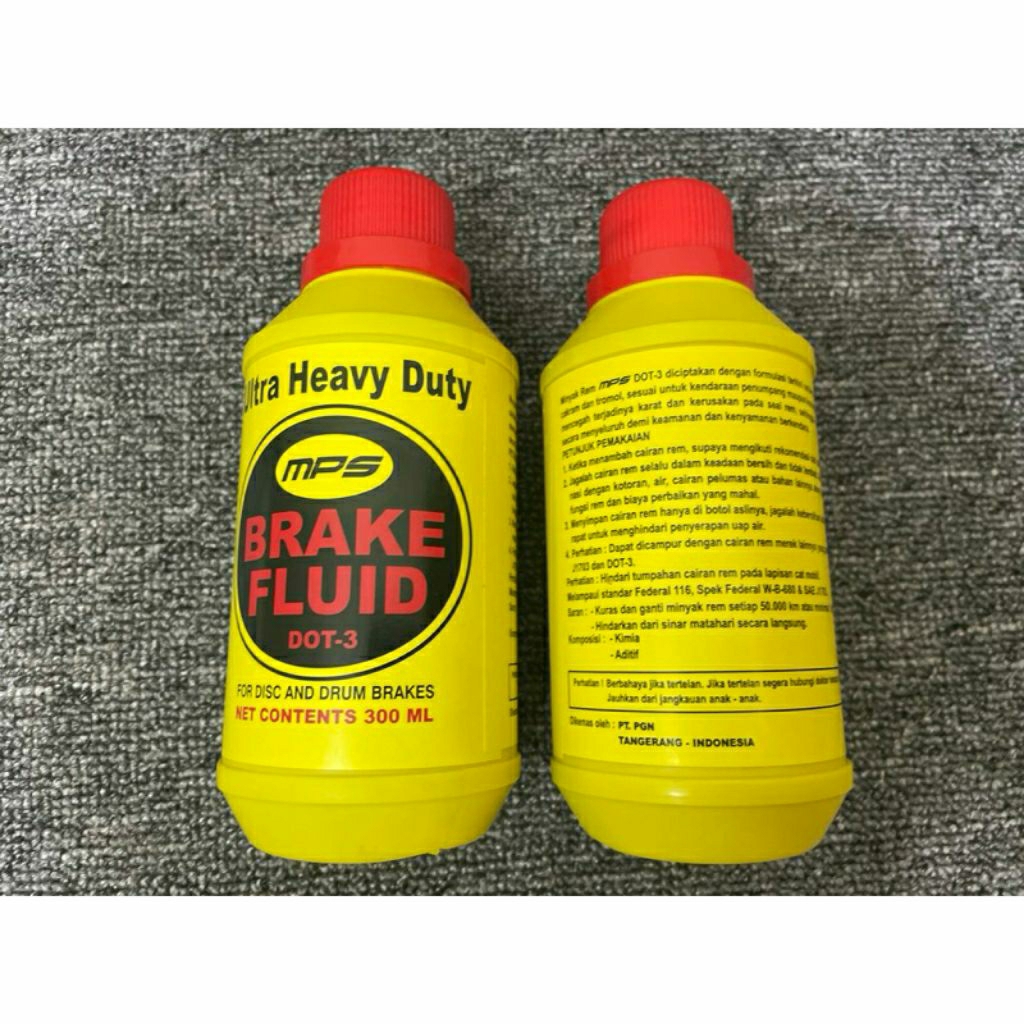 Ultra Heavy Duty
MPS
BRAKE
FLUID
DOT-3
FOR DISC AND DRUM BRAKES
NET CONTENTS 300 ML
Minyak Rem MPS DOT-3 diciptakan dengan formulasi
cakram dan tromol, sesuai untuk kendaraan penumpang
mencegah terjadinya karat dan kerusakan pada seal rem,
secara menyeluruh demi keamanan dan kenyamanan berkendara.
PETUNJUK PEMAKAIAN
1. Ketika menambah cairan rem, supaya mengikuti rekomendasi
2. Jagalah cairan rem selalu dalam keadaan bersih dan tidak
nasi dengan kotoran, air, cairan pelumas atau bahan lainnya
fungsi rem dan biaya perbaikan yang mahal.
3. Menyimpan cairan rem hanya di botol aslinya, jagalah
rapat untuk menghindari penyerapan uap air.
4. Perhatian : Dapat dicampur dengan cairan rem merek lainnya
J1703 dan DOT-3.
Perhatian : Hindari tumpahan cairan rem pada lapisan cat mobil.
Melampaui standar Federal 116, Spek Federal W-B-680 & SAE
Saran : - Kuras dan ganti minyak rem setiap 50.000 km atau
- Hindarkan dari sinar matahari secara langsung.
Komposisi : - Kimia
- Aditif
Perhatian ! Berbahaya jika tertelan. Jika tertelan segera hubungi dokter
Jauhkan dari jangkauan anak - anak.
Dikemas oleh : PT. PGN
TANGERANG - INDONESIA